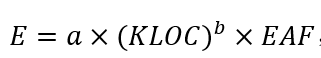 E = a × (KLOC)^b × EAF,